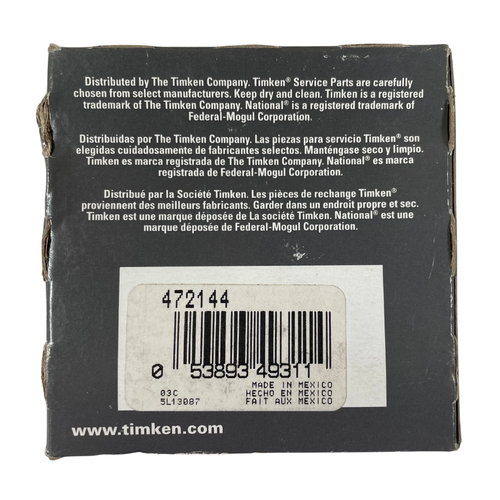 Distributed by The Timken Company. Timken® Service Parts are carefully
chosen from select manufacturers. Keep dry and clean. Timken is a registered
trademark of The Timken Company. National® is a registered trademark of
Federal-Mogul Corporation.
Distribuidas por The Timken Company. Las piezas para servicio Timken® son
elegidas cuidadosamente de fabricantes selectos. Manténgase seco y limpio.
Timken es marca registrada de The Timken Company. National® es marca
registrada de Federal-Mogul Corporation.
Distribué par la Société Timken. Les pièces de rechange Timken®
proviennent des meilleurs fabricants. Garder dans un endroit propre et sec.
Timken est une marque déposée de La société Timken. National® est une
marque déposée de Federal-Mogul Corporation.
472144
0 53893 49311
03C MADE IN MEXICO
HECHO EN MEXICO
5L13087 FAIT AUX MEXICO
www.timken.com